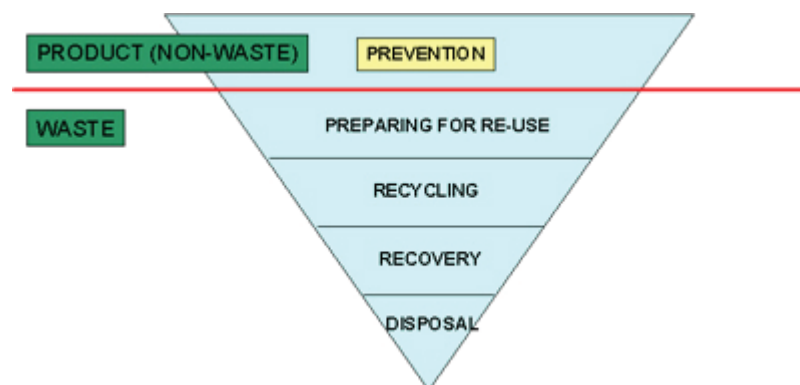 PRODUCT (NON-WASTE)
PREVENTION
WASTE
PREPARING FOR RE-USE
RECYCLING
RECOVERY
DISPOSAL